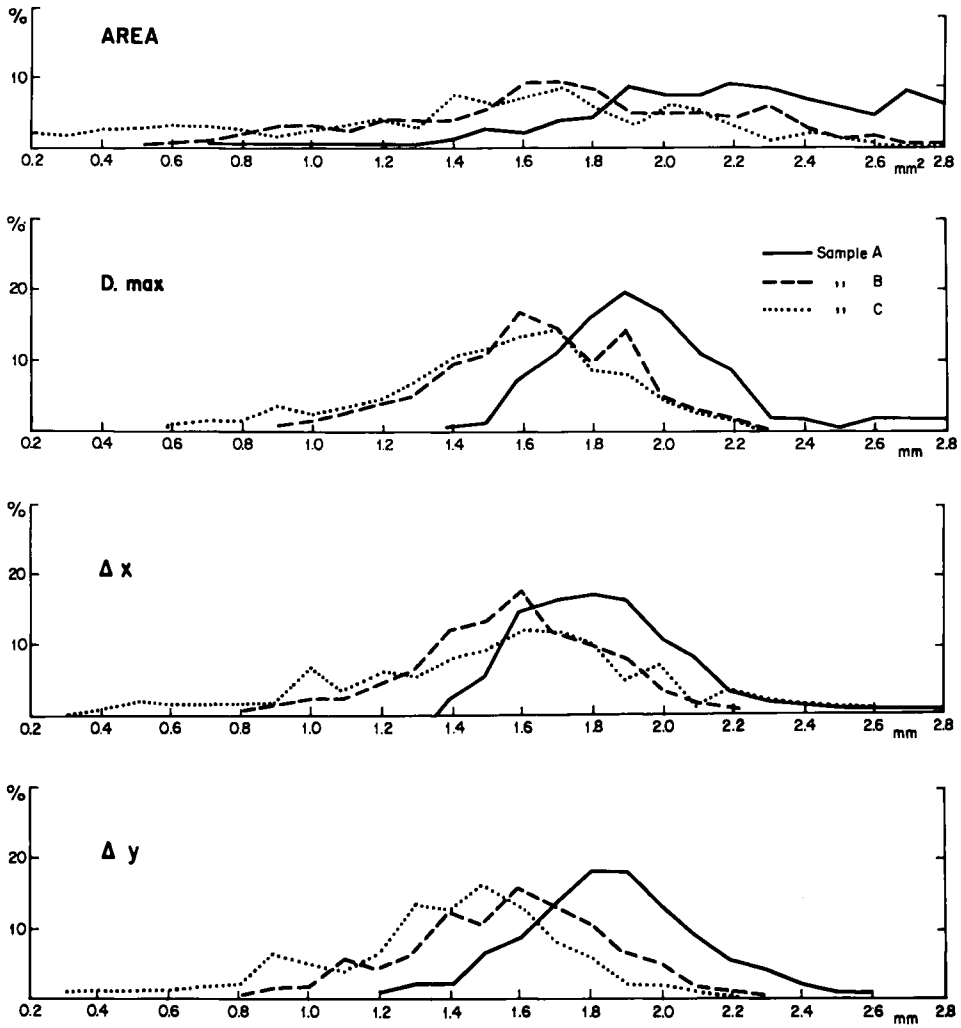 %
AREA
10
0.2 0.4 0.6 0.8 1.0 1.2 1.4 1.6 1.8 2.0 2.2 2.4 2.6 mm² 2.8
%
D. max
Sample A
,, B
,, C
20
10
0.2 0.4 0.6 0.8 1.0 1.2 1.4 1.6 1.8 2.0 2.2 2.4 2.6 2.8
mm
%
Δ x
20
10
0.2 0.4 0.6 0.8 1.0 1.2 1.4 1.6 1.8 2.0 2.2 2.4 2.6 2.8
mm
%
Δ y
20
10
0.2 0.4 0.6 0.8 1.0 1.2 1.4 1.6 1.8 2.0 2.2 2.4 2.6 mm 2.8